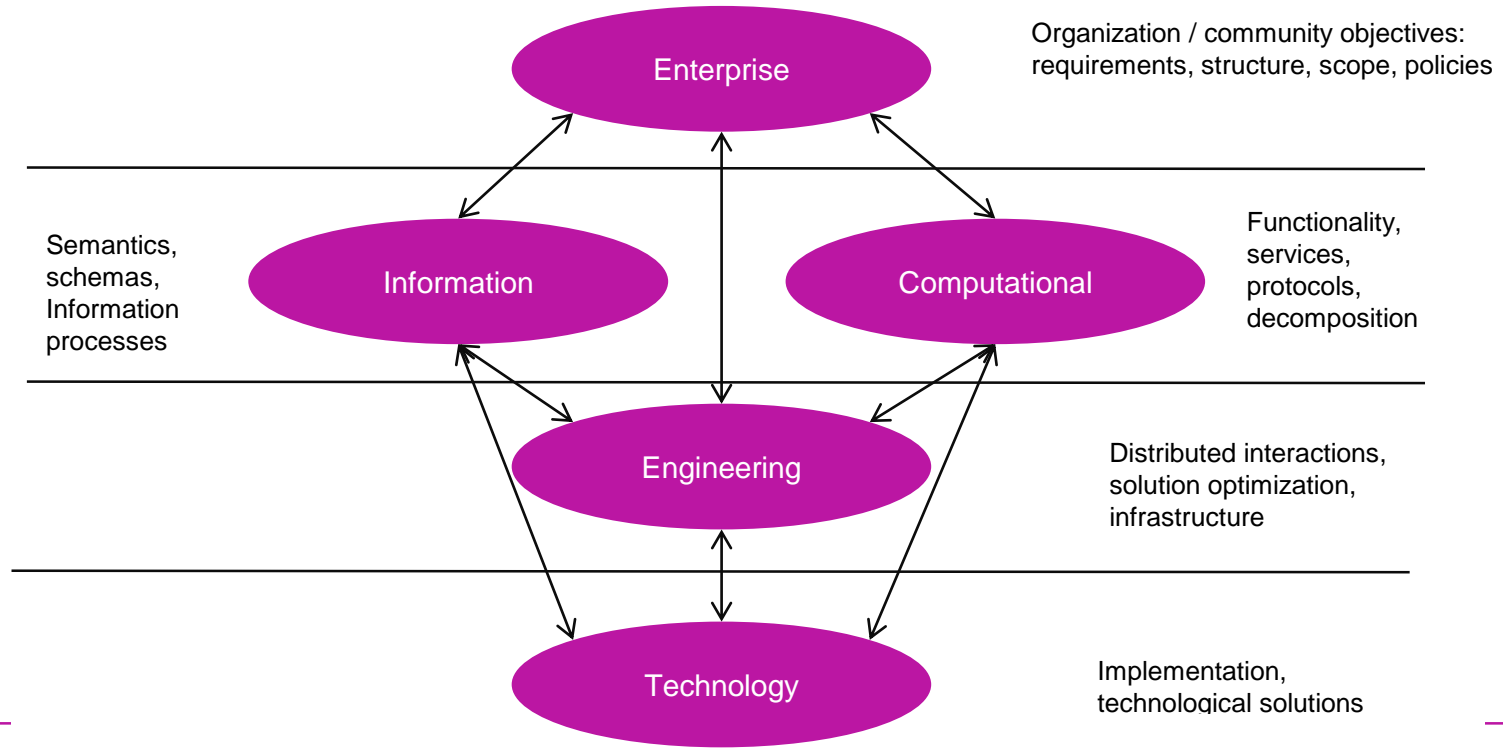 Enterprise
Organization / community objectives:
requirements, structure, scope, policies
Semantics,
schemas,
Information
processes
Information
Computational
Functionality,
services,
protocols,
decomposition
Engineering
Distributed interactions,
solution optimization,
infrastructure
Technology
Implementation,
technological solutions